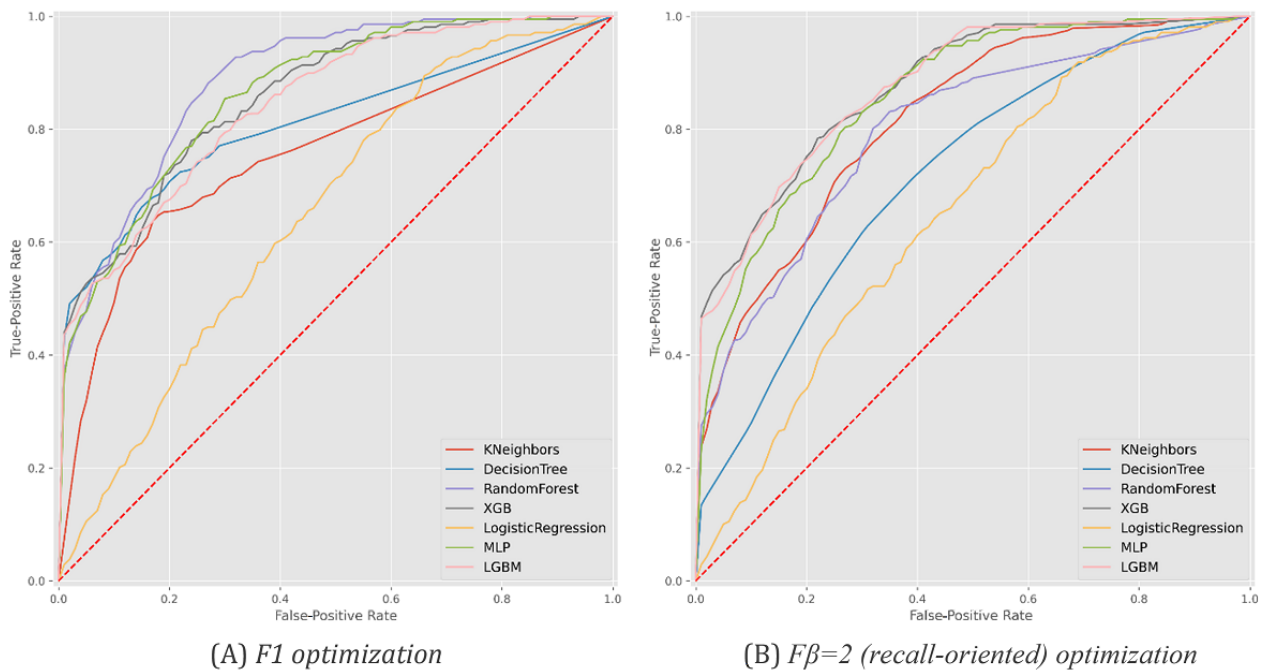 1.0
0.8
0.6
0.4
0.2
0.0
True-Positive Rate
0.0 0.2 0.4 0.6 0.8 1.0
False-Positive Rate
KNeighbors
DecisionTree
RandomForest
XGB
LogisticRegression
MLP
LGBM
(A) F1 optimization
1.0
0.8
0.6
0.4
0.2
0.0
True-Positive Rate
0.0 0.2 0.4 0.6 0.8 1.0
False-Positive Rate
KNeighbors
DecisionTree
RandomForest
XGB
LogisticRegression
MLP
LGBM
(B) Fβ=2 (recall-oriented) optimization